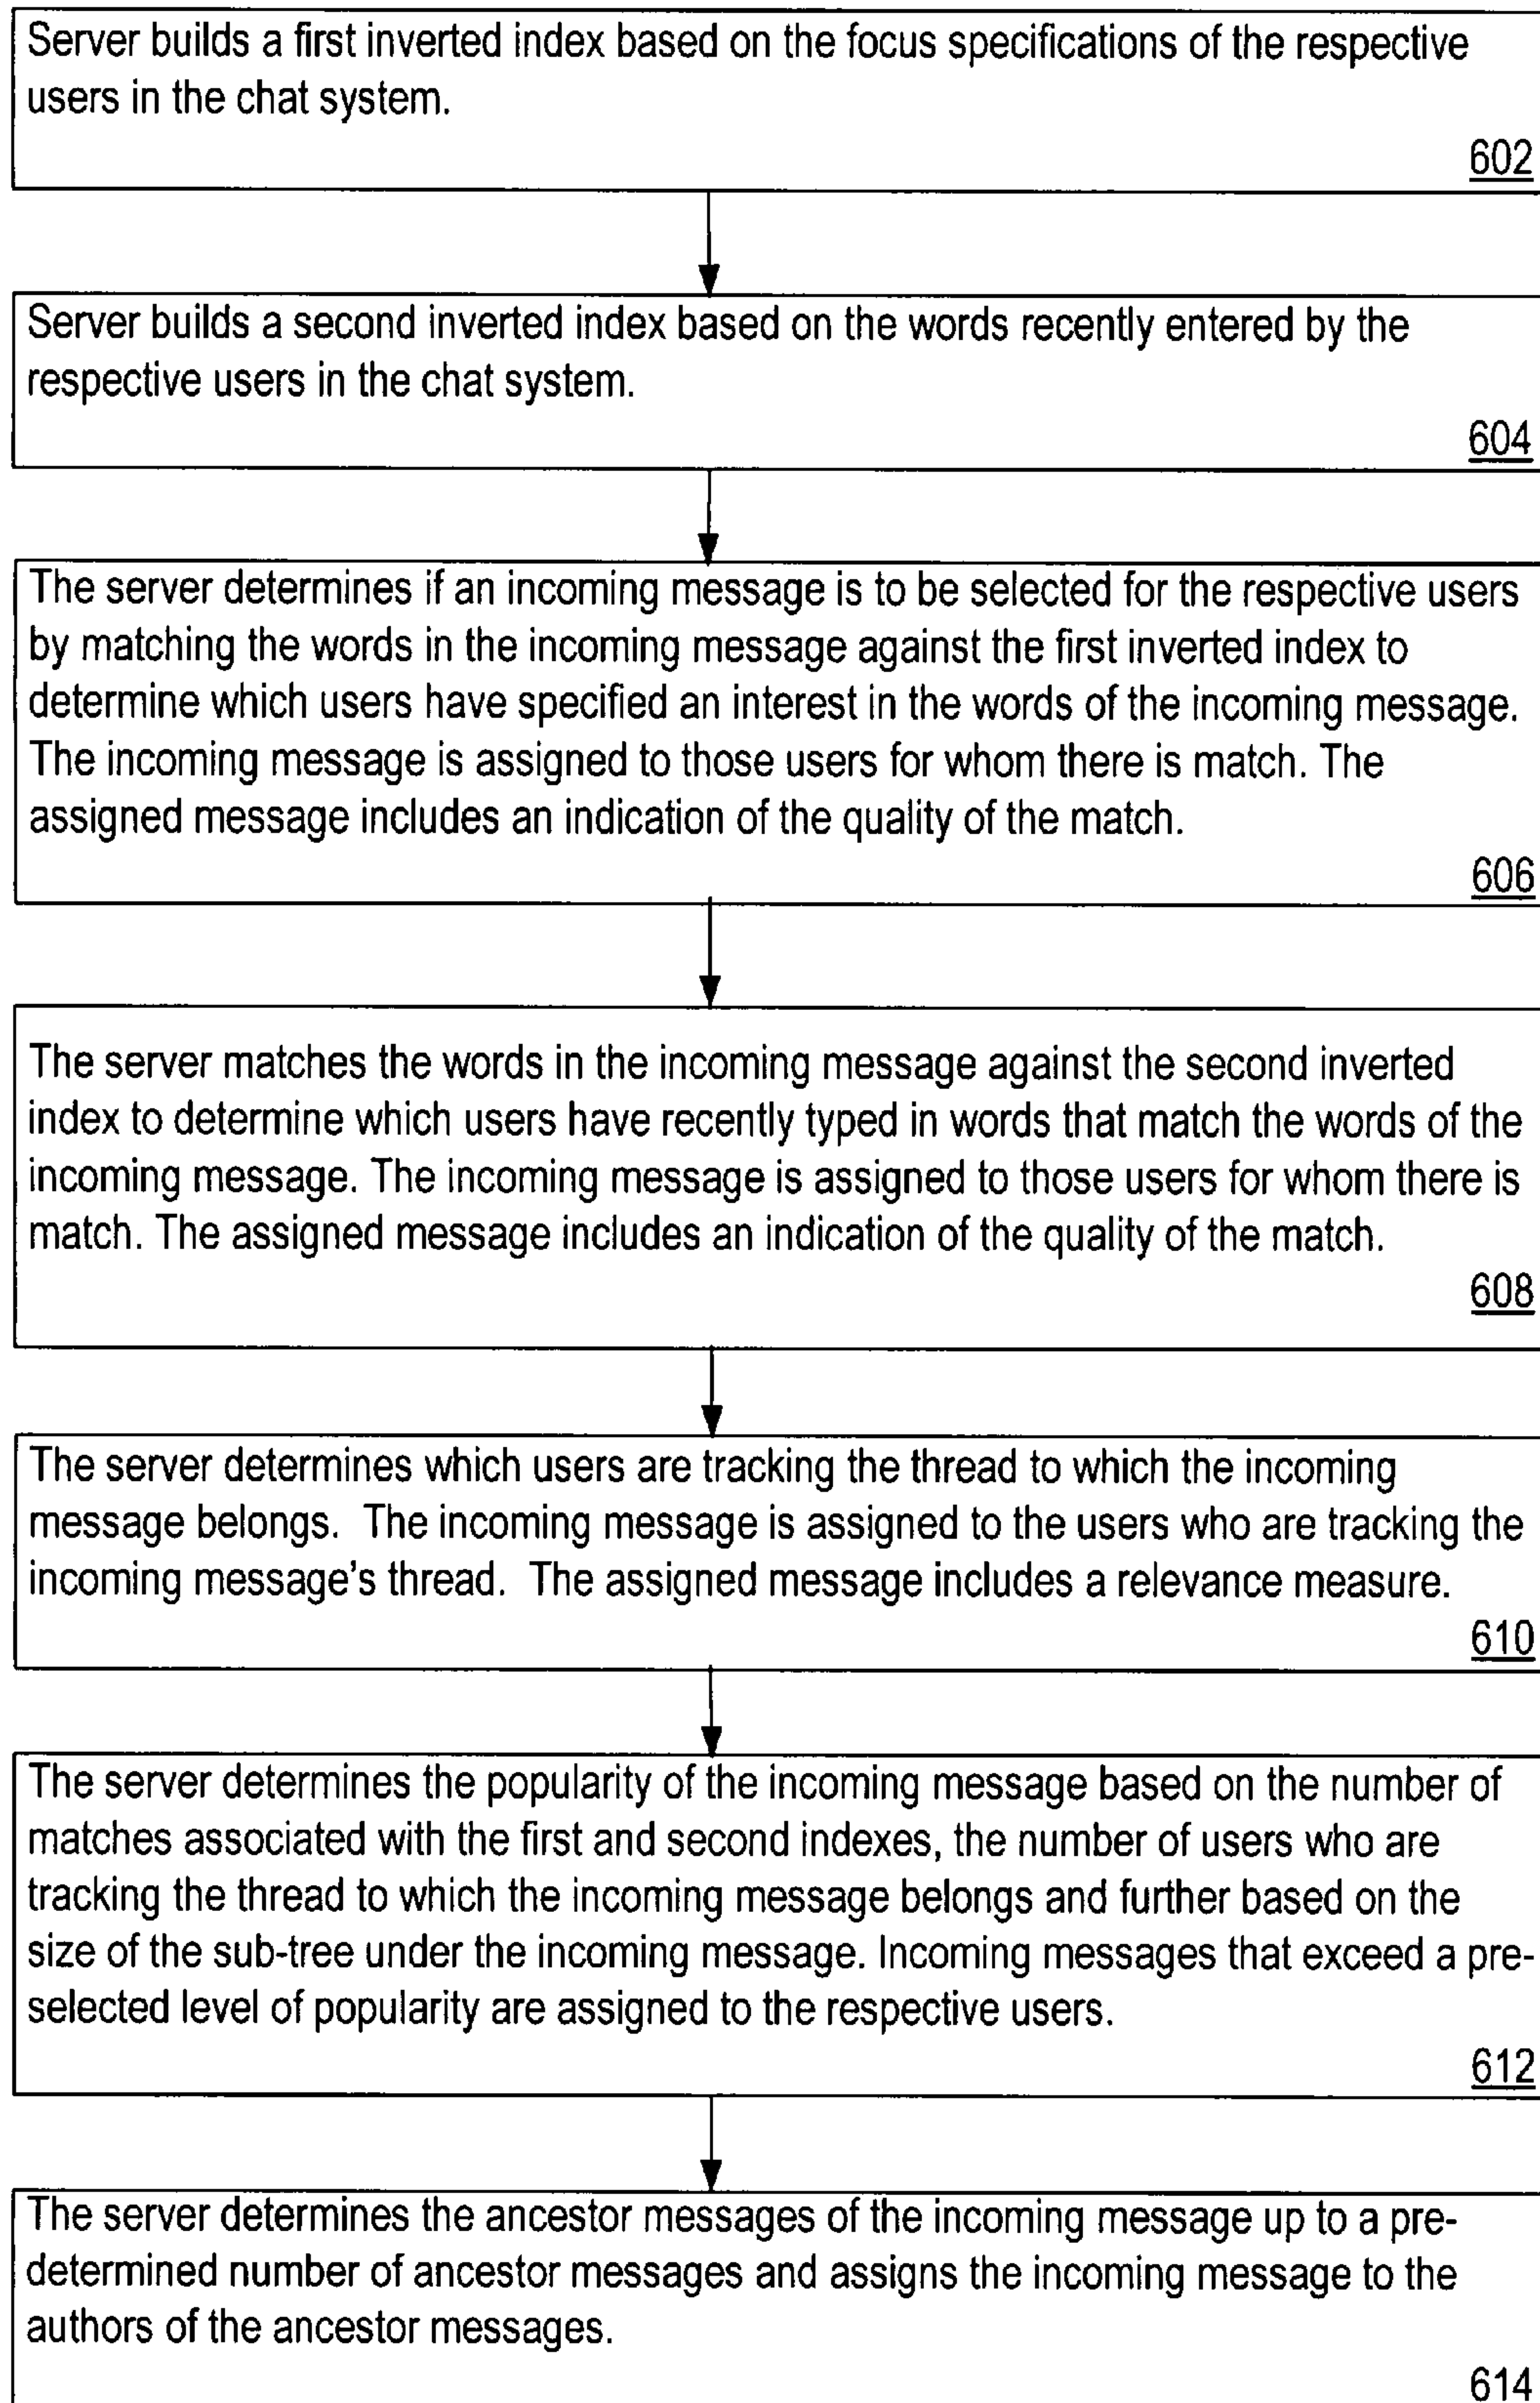 Server builds a first inverted index based on the focus specifications of the respective
users in the chat system.
602
Server builds a second inverted index based on the words recently entered by the
respective users in the chat system.
604
The server determines if an incoming message is to be selected for the respective users
by matching the words in the incoming message against the first inverted index to
determine which users have specified an interest in the words of the incoming message.
The incoming message is assigned to those users for whom there is match. The
assigned message includes an indication of the quality of the match.
606
The server matches the words in the incoming message against the second inverted
index to determine which users have recently typed in words that match the words of the
incoming message. The incoming message is assigned to those users for whom there is
match. The assigned message includes an indication of the quality of the match.
608
The server determines which users are tracking the thread to which the incoming
message belongs. The incoming message is assigned to the users who are tracking the
incoming message's thread. The assigned message includes a relevance measure.
610
The server determines the popularity of the incoming message based on the number of
matches associated with the first and second indexes, the number of users who are
tracking the thread to which the incoming message belongs and further based on the
size of the sub-tree under the incoming message. Incoming messages that exceed a pre-
selected level of popularity are assigned to the respective users.
612
The server determines the ancestor messages of the incoming message up to a pre-
determined number of ancestor messages and assigns the incoming message to the
authors of the ancestor messages.
614